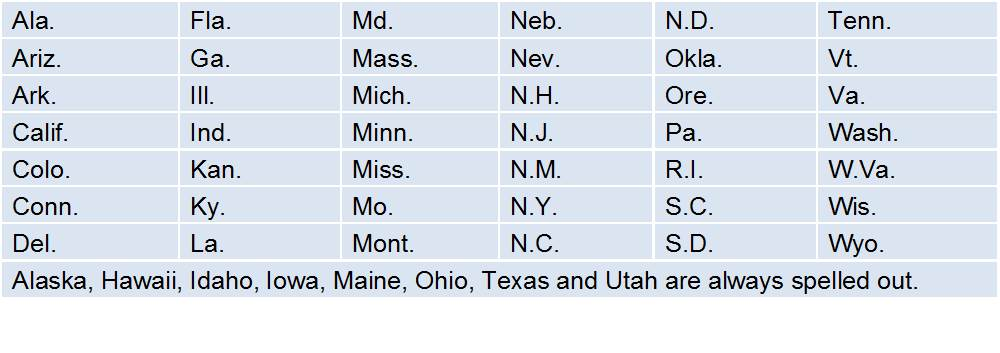 Ala. Fla. Md. Neb. N.D. Tenn.
Ariz. Ga. Mass. Nev. Okla. Vt.
Ark. Ill. Mich. N.H. Ore. Va.
Calif. Ind. Minn. N.J. Pa. Wash.
Colo. Kan. Miss. N.M. R.I. W.Va.
Conn. Ky. Mo. N.Y. S.C. Wis.
Del. La. Mont. N.C. S.D. Wyo.
Alaska, Hawaii, Idaho, Iowa, Maine, Ohio, Texas and Utah are always spelled out.